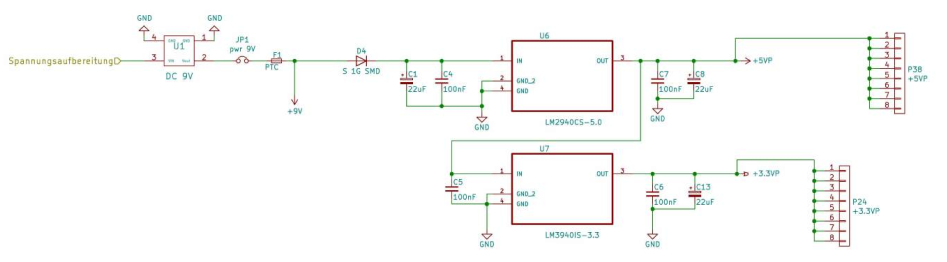 GND
GND
4
GND
GND
1
U1
3
2
DC 9V
Spannungsaufbereitung
JP1
pwr 9V
F1
PTC
+9V
D4
S 1G SMD
C1
22uF
C4
100nF
U6
1
IN
2
GND_2
4
GND
OUT
3
LM2940CS-5.0
GND
C7
100nF
C8
22uF
GND
+5VP
1
2
3
4
5
6
7
8
P38
+5VP
U7
C5
100nF
1
IN
2
GND_2
4
GND
OUT
3
LM3940IS-3.3
GND
C6
100nF
C13
22uF
GND
+3.3VP
1
2
3
4
5
6
7
8
P24
+3.3VP